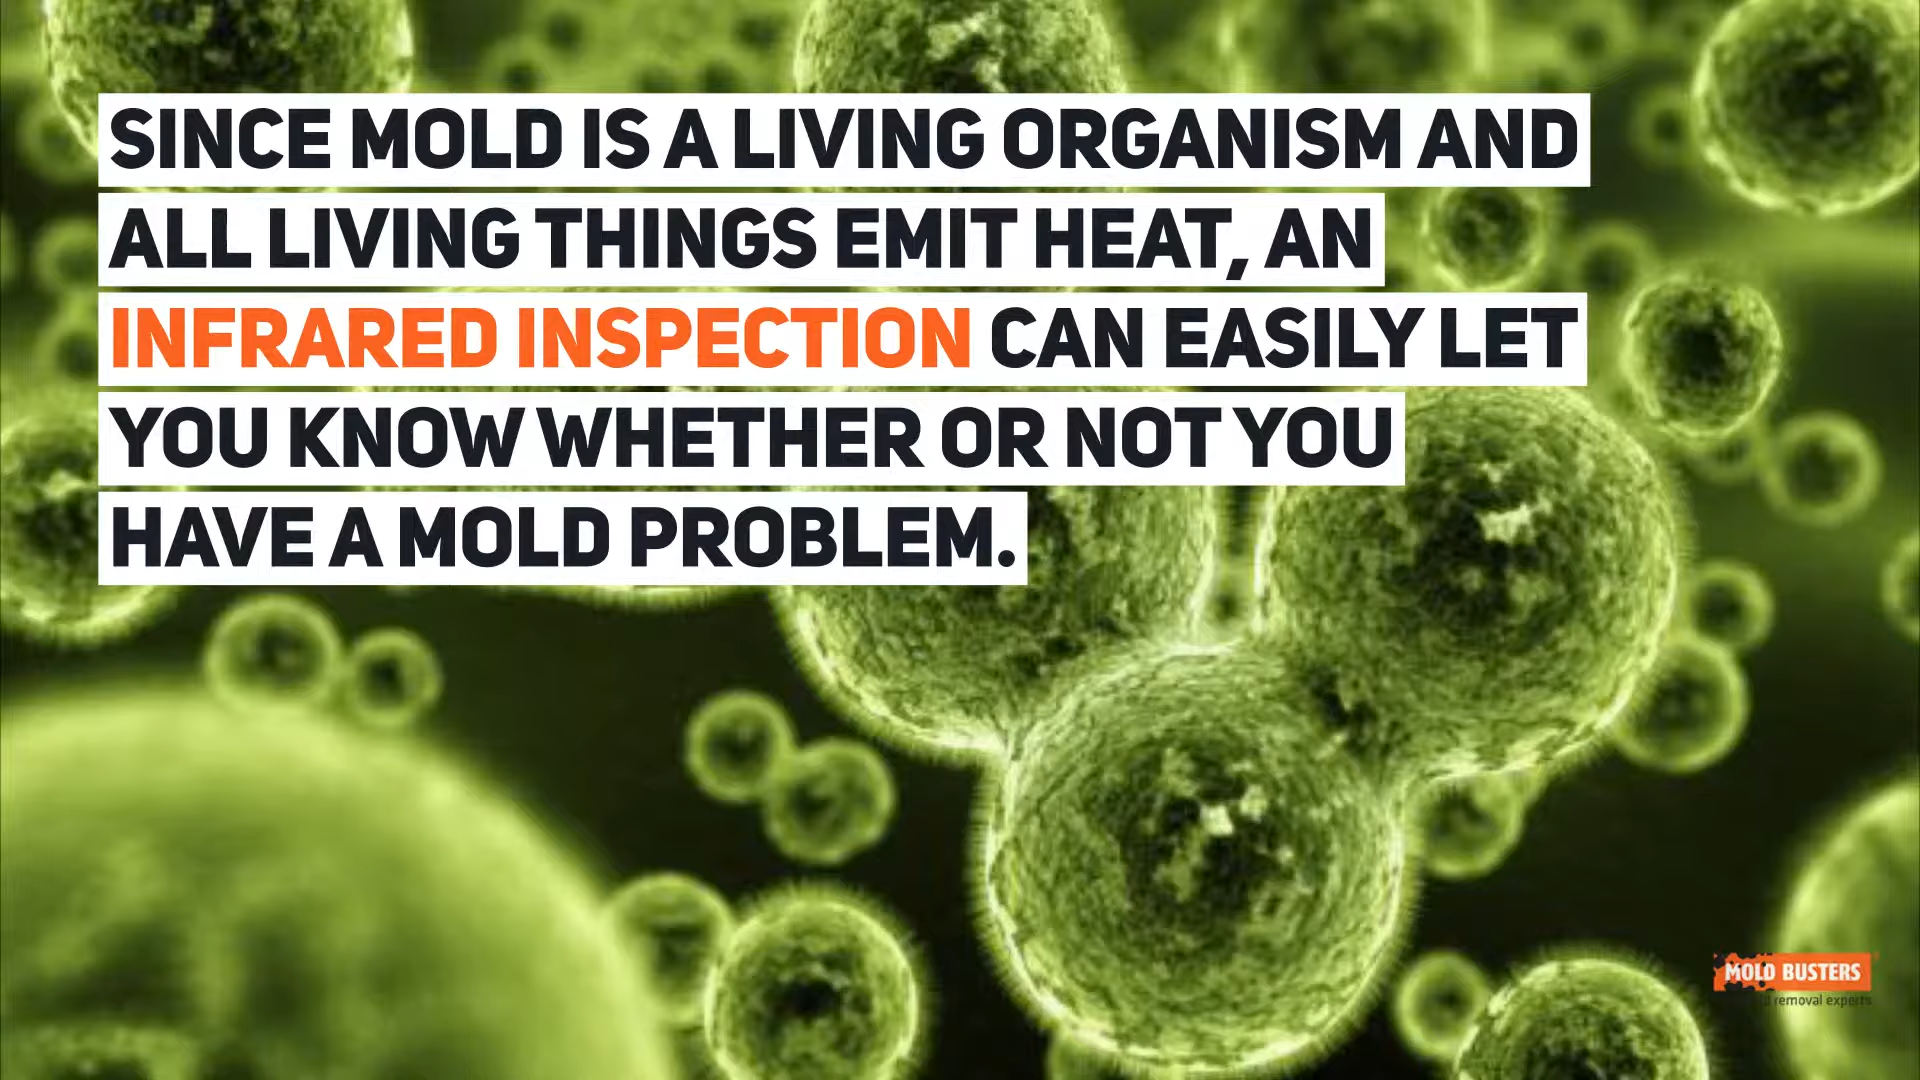 SINCE MOLD IS A LIVING ORGANISM AND
ALL LIVING THINGS EMIT HEAT, AN
INFRARED INSPECTION CAN EASILY LET
YOU KNOW WHETHER OR NOT YOU
HAVE A MOLD PROBLEM.
MOLD BUSTERS
removal experts